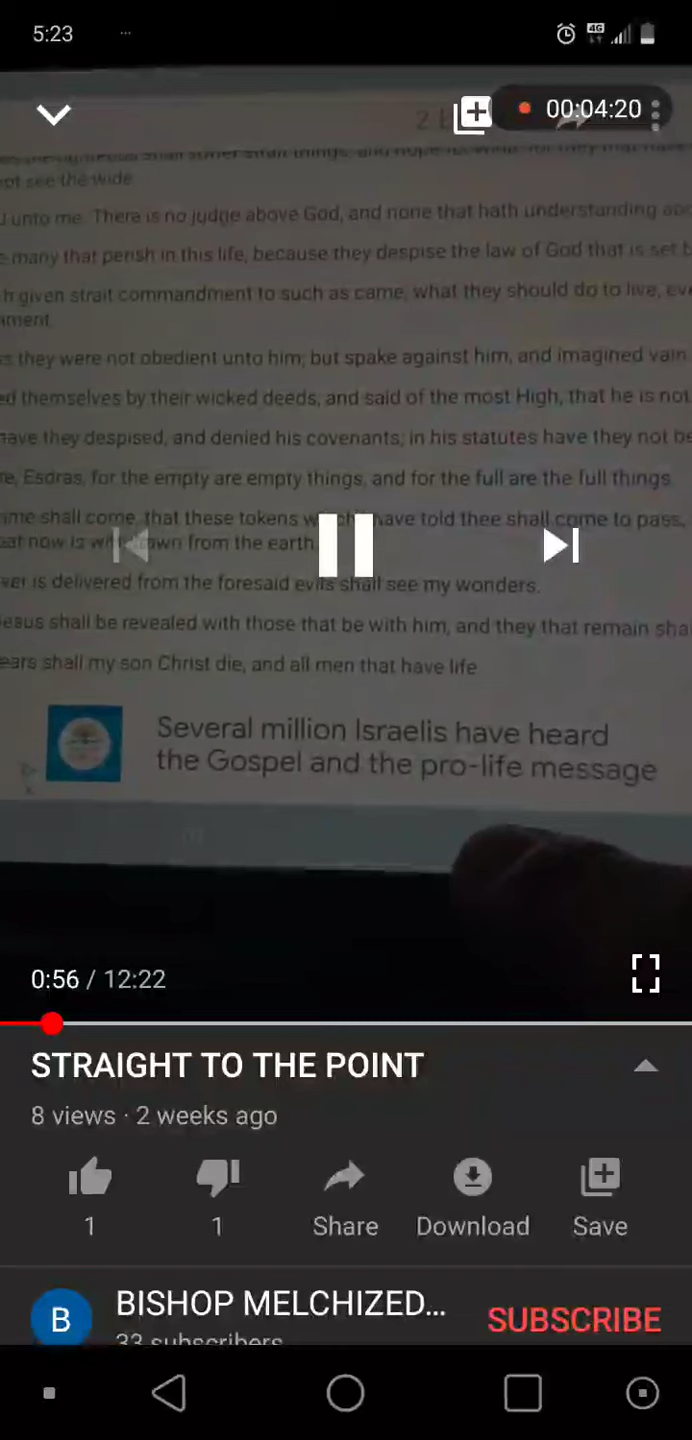 5:23
4G
00:04:20
not see the wide.
unto me. There is no judge above God, and none that hath understanding
many that perish in this life, because they despise the law of God that is set
h given strait commandment to such as came, what they should do to live,
ment.
they were not obedient unto him; but spake against him, and imagined vain
ed themselves by their wicked deeds; and said of the most High, that he is not
have they despised, and denied his covenants; in his statutes have they not
re, Esdras, for the empty are empty things, and for the full are the full things.
ime shall come, that these tokens have told thee shall come to pass,
hat now is from the earth.
ver is delivered from the foresaid evils shall see my wonders.
Jesus shall be revealed with those that be with him, and they that remain
ears shall my son Christ die, and all men that have life
Several million Israelis have heard
the Gospel and the pro-life message
0:56 / 12:22
STRAIGHT TO THE POINT
8 views · 2 weeks ago
1 1 Share Download Save
B BISHOP MELCHIZED... SUBSCRIBE
33 subscribers